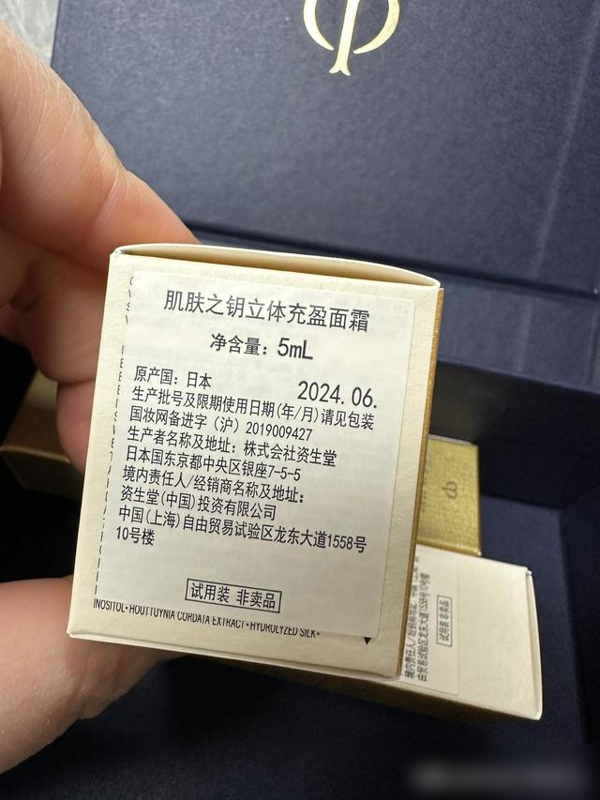 肌肤之钥立体充盈面霜
净含量：5mL
原产国：日本
2024.06.
生产批号及限期使用日期(年/月)请见包装
国妆网备进字（沪）2019009427
生产者名称及地址：株式会社资生堂
日本国东京都中央区银座7-5-5
境内责任人/经销商名称及地址：
资生堂(中国)投资有限公司
中国(上海)自由贸易试验区龙东大道1558号
10号楼
试用装 非卖品
INOSITOL・HOUTTUYNIA CORDATA EXTRACT・HYDROLYZED SILK・
试用装 非卖品